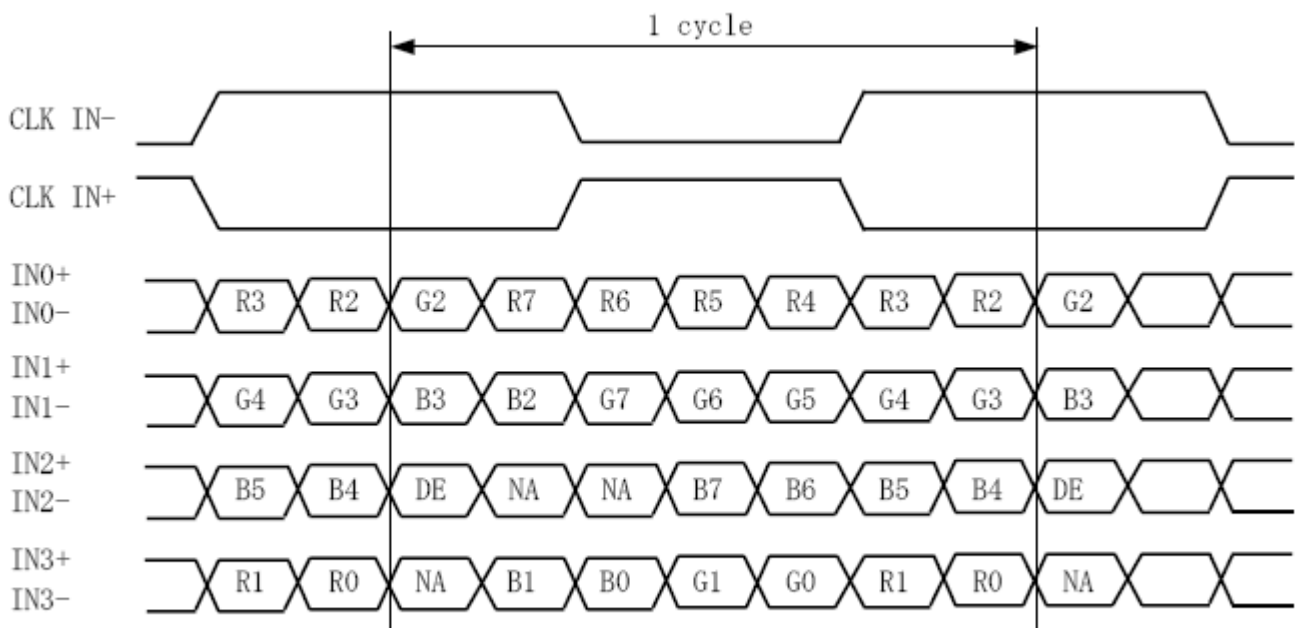 1 cycle
CLK IN-
CLK IN+
IN0+
IN0-
R3 R2 G2 R7 R6 R5 R4 R3 R2 G2
IN1+
IN1-
G4 G3 B3 B2 G7 G6 G5 G4 G3 B3
IN2+
IN2-
B5 B4 DE NA NA B7 B6 B5 B4 DE
IN3+
IN3-
R1 R0 NA B1 B0 G1 G0 R1 R0 NA